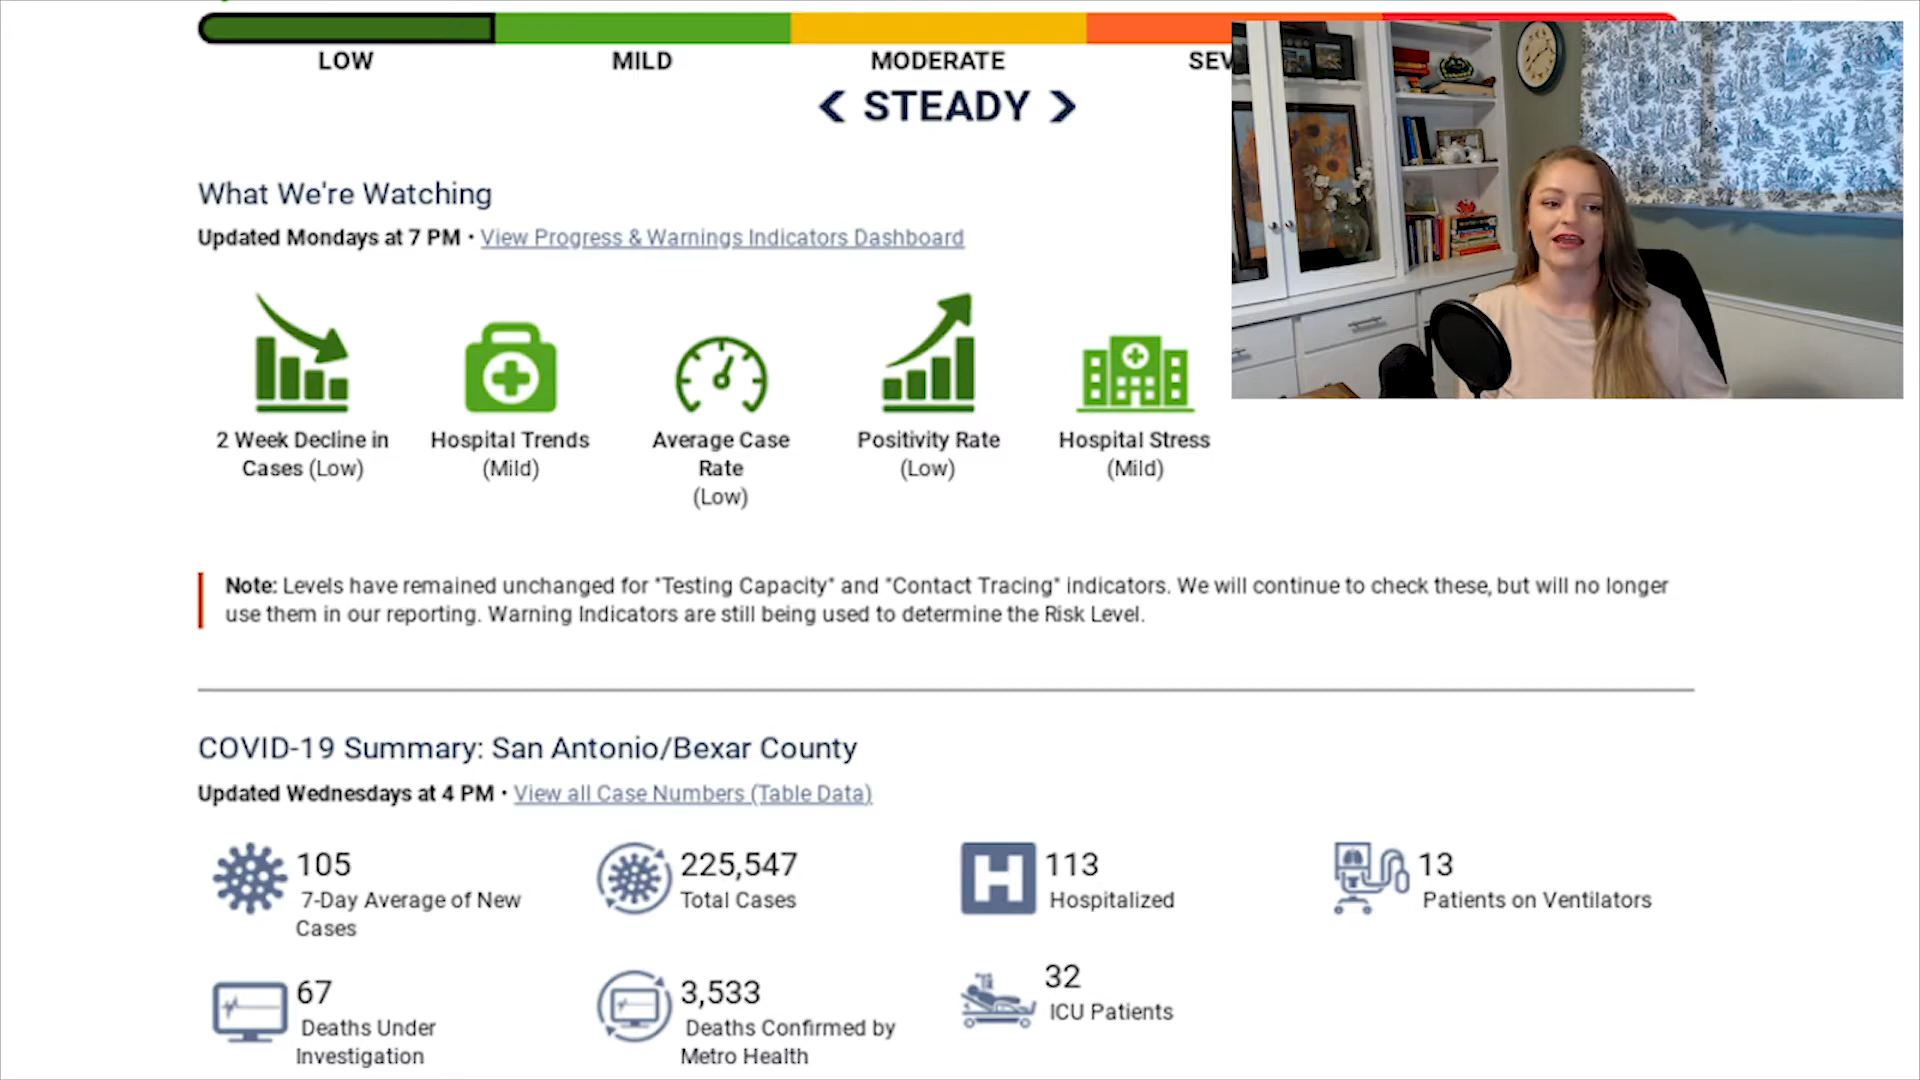 LOW
MILD
MODERATE
SEV
STEADY
What We're Watching
Updated Mondays at 7 PM • View Progress & Warnings Indicators Dashboard
2 Week Decline in
Cases (Low)
Hospital Trends
(Mild)
Average Case
Rate
(Low)
Positivity Rate
(Low)
Hospital Stress
(Mild)
Note: Levels have remained unchanged for "Testing Capacity" and "Contact Tracing" indicators. We will continue to check these, but will no longer
use them in our reporting. Warning Indicators are still being used to determine the Risk Level.
COVID-19 Summary: San Antonio/Bexar County
Updated Wednesdays at 4 PM • View all Case Numbers (Table Data)
105
7-Day Average of New
Cases
225,547
Total Cases
113
Hospitalized
13
Patients on Ventilators
67
Deaths Under
Investigation
3,533
Deaths Confirmed by
Metro Health
32
ICU Patients